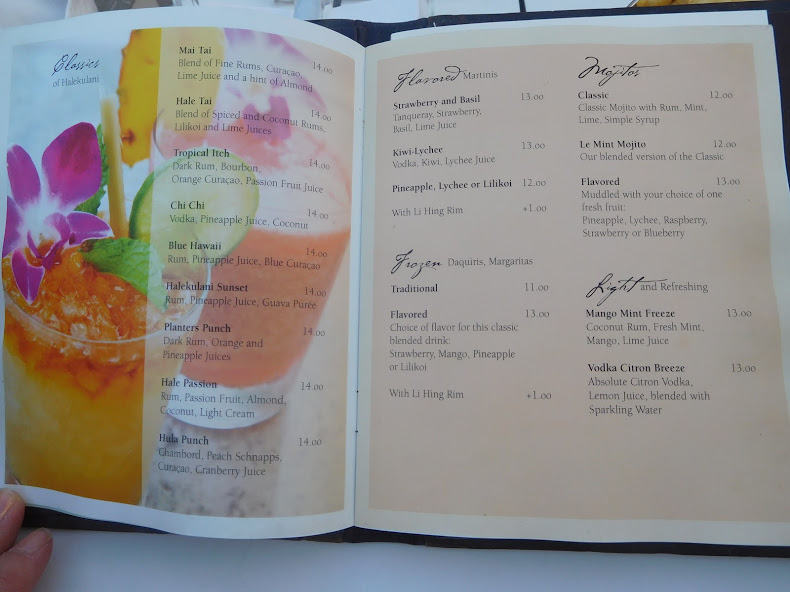 Classics
of Halekulani
Mai Tai
Blend of Fine Rums, Curaçao, 14.00
Lime Juice and a hint of Almond
Hale Tai
Blend of Spiced and Coconut Rums, 14.00
Lilikoi and Lime Juices
Tropical Itch
Dark Rum, Bourbon, 14.00
Orange Curaçao, Passion Fruit Juice
Chi Chi
Vodka, Pineapple Juice, Coconut 14.00
Blue Hawaii
Rum, Pineapple Juice, Blue Curaçao 14.00
Halekulani Sunset 14.00
Rum, Pineapple Juice, Guava Purée
Planters Punch 14.00
Dark Rum, Orange and
Pineapple Juices
Hale Passion 14.00
Rum, Passion Fruit, Almond,
Coconut, Light Cream
Hula Punch 14.00
Chambord, Peach Schnapps,
Curaçao, Cranberry Juice
Flavored Martinis
Strawberry and Basil 13.00
Tanqueray, Strawberry,
Basil, Lime Juice
Kiwi-Lychee 13.00
Vodka, Kiwi, Lychee Juice
Pineapple, Lychee or Lilikoi 12.00
With Li Hing Rim +1.00
Frozen Daquiris, Margaritas
Traditional 11.00
Flavored 13.00
Choice of flavor for this classic
blended drink:
Strawberry, Mango, Pineapple
or Lilikoi
With Li Hing Rim +1.00
Mojitos
Classic 12.00
Classic Mojito with Rum, Mint,
Lime, Simple Syrup
Le Mint Mojito 12.00
Our blended version of the Classic
Flavored 13.00
Muddled with your choice of one
fresh fruit:
Pineapple, Lychee, Raspberry,
Strawberry or Blueberry
Light and Refreshing
Mango Mint Freeze 13.00
Coconut Rum, Fresh Mint,
Mango, Lime Juice
Vodka Citron Breeze 13.00
Absolute Citron Vodka,
Lemon Juice, blended with
Sparkling Water